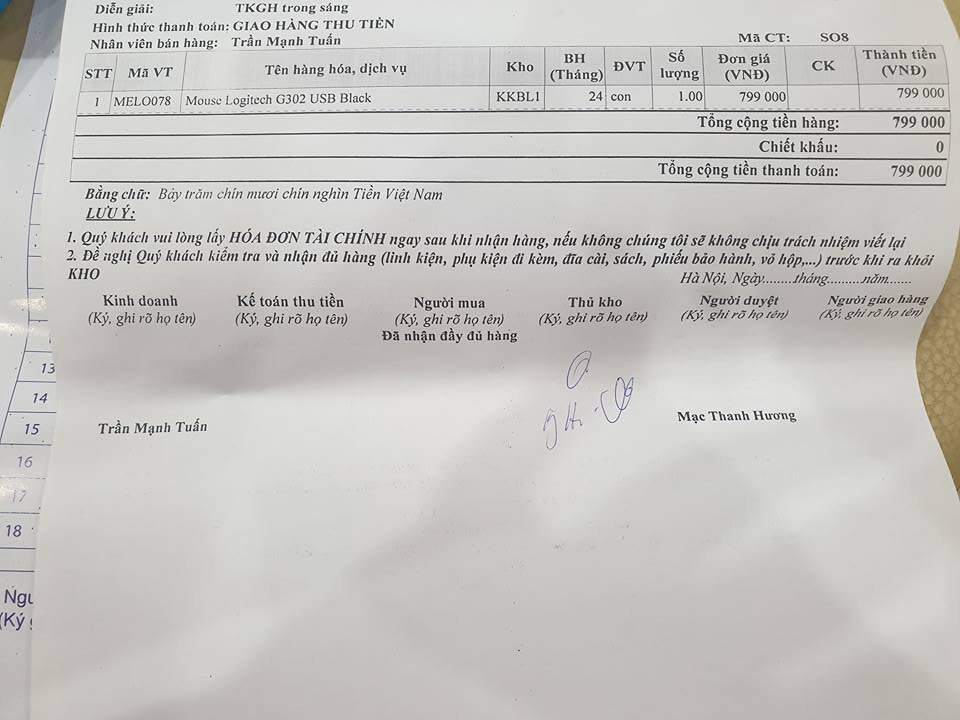 Diễn giải: TKGH trong sáng
Hình thức thanh toán: GIAO HÀNG THU TIỀN
Nhân viên bán hàng: Trần Mạnh Tuấn
Mã CT: SO8
STT Mã VT Tên hàng hóa, dịch vụ Kho BH (Tháng) ĐVT Số lượng Đơn giá (VNĐ) CK Thành tiền (VNĐ)
1 MELO078 Mouse Logitech G302 USB Black KKBL1 24 con 1.00 799 000 799 000
Tổng cộng tiền hàng: 799 000
Chiết khấu: 0
Tổng cộng tiền thanh toán: 799 000
Bằng chữ: Bảy trăm chín mươi chín nghìn Tiền Việt Nam
LƯU Ý:
1. Quý khách vui lòng lấy HÓA ĐƠN TÀI CHÍNH ngay sau khi nhận hàng, nếu không chúng tôi sẽ không chịu trách nhiệm viết lại
2. Đề nghị Quý khách kiểm tra và nhận đủ hàng (linh kiện, phụ kiện đi kèm, đĩa cài, sách, phiếu bảo hành, vỏ hộp,...) trước khi ra khỏi
KHO
Hà Nội, Ngày........tháng..........năm.......
Kinh doanh Kế toán thu tiền Người mua Thủ kho Người duyệt Người giao hàng
(Ký, ghi rõ họ tên) (Ký, ghi rõ họ tên) (Ký, ghi rõ họ tên) (Ký, ghi rõ họ tên) (Ký, ghi rõ họ tên) (Ký, ghi rõ họ tên)
Đã nhận đầy đủ hàng
Trần Mạnh Tuấn Mạc Thanh Hương
13
14
15
16
17
18
(Ký